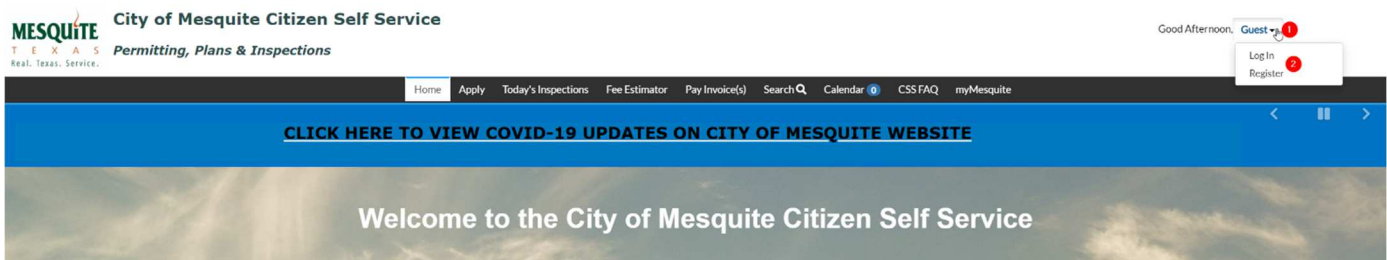 MESQUITE
TEXAS
Real. Texas. Service.
City of Mesquite Citizen Self Service
Permitting, Plans & Inspections
Good Afternoon, Guest 1
Log In
2
Register
Home Apply Today's Inspections Fee Estimator Pay Invoice(s) Search Calendar 0 CSS FAQ myMesquite
CLICK HERE TO VIEW COVID-19 UPDATES ON CITY OF MESQUITE WEBSITE
Welcome to the City of Mesquite Citizen Self Service